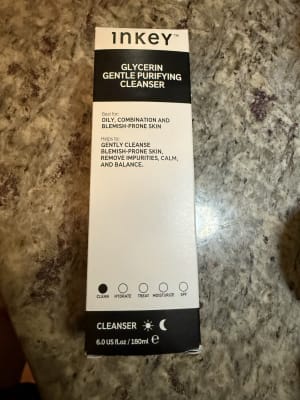 INKEY™
GLYCERIN
GENTLE PURIFYING
CLEANSER
Best for:
OILY, COMBINATION AND
BLEMISH-PRONE SKIN
Helps to:
GENTLY CLEANSE
BLEMISH-PRONE SKIN,
REMOVE IMPURITIES, CALM,
AND BALANCE.
CLEAN HYDRATE TREAT MOISTURIZE SPF
CLEANSER
6.0 US fl.oz / 180ml e